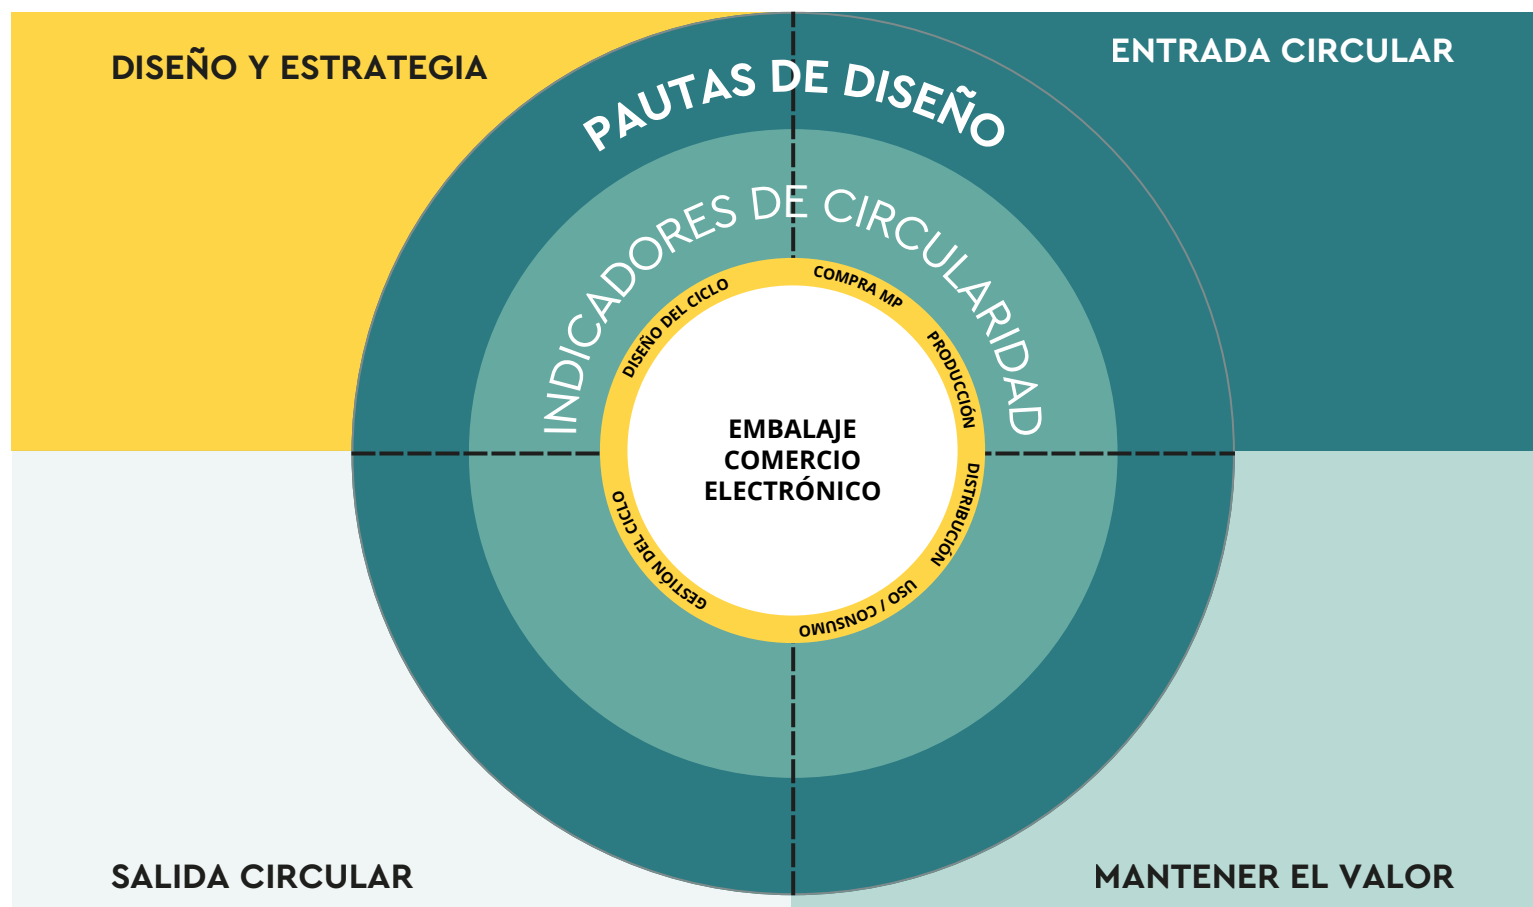 DISEÑO Y ESTRATEGIA
ENTRADA CIRCULAR
PAUTAS DE DISEÑO
INDICADORES DE CIRCULARIDAD
DISEÑO DEL CICLO
COMPRA MP
PRODUCCIÓN
DISTRIBUCIÓN
USO / CONSUMO
GESTIÓN DEL CICLO
EMBALAJE
COMERCIO
ELECTRÓNICO
SALIDA CIRCULAR
MANTENER EL VALOR